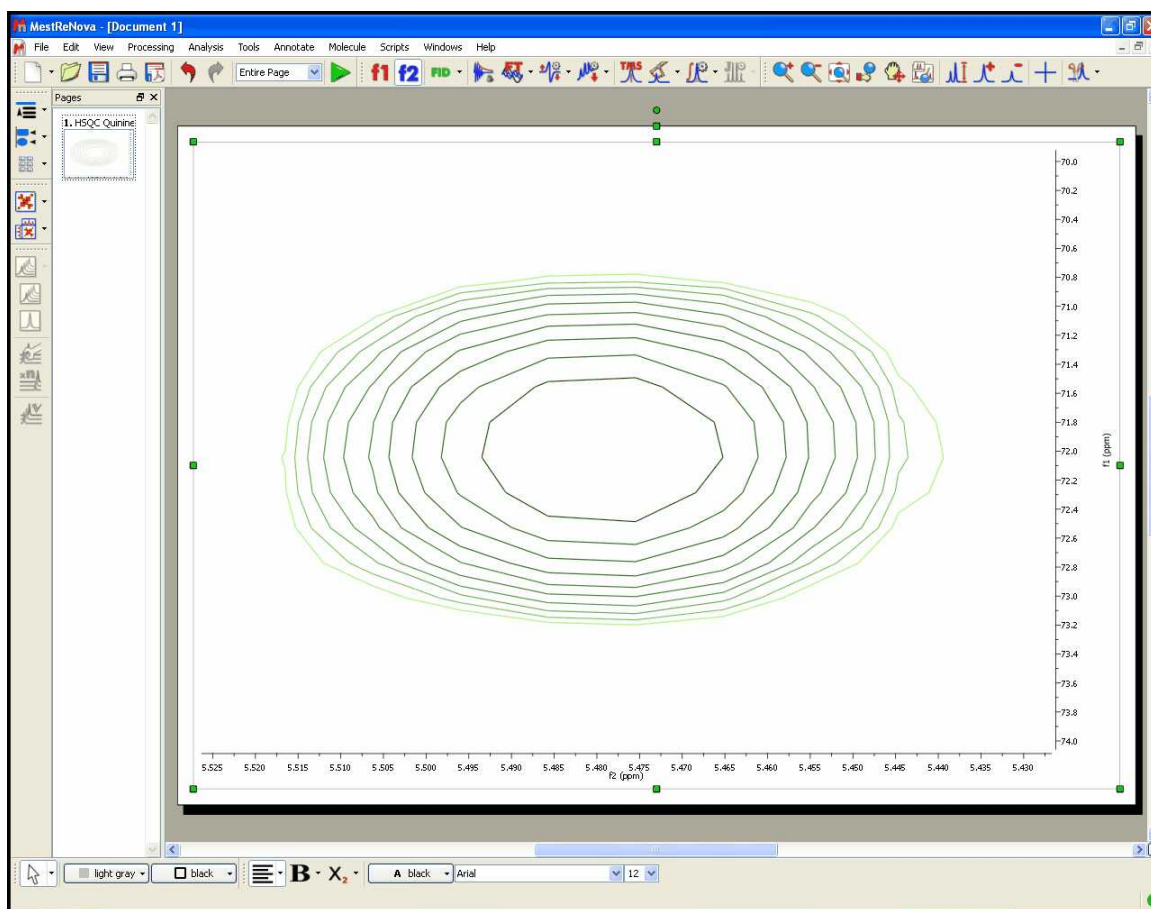 MestReNova - [Document 1]
File Edit View Processing Analysis Tools Annotate Molecule Scripts Windows Help
Entire Page f1 f2 FID TMS
Pages
1. HSQC Quinine
70.0
70.2
70.4
70.6
70.8
71.0
71.2
71.4
71.6
71.8
72.0
72.2
72.4
72.6
72.8
73.0
73.2
73.4
73.6
73.8
74.0
f1 (ppm)
5.525 5.520 5.515 5.510 5.505 5.500 5.495 5.490 5.485 5.480 5.475 5.470 5.465 5.460 5.455 5.450 5.445 5.440 5.435 5.430
f2 (ppm)
light gray black B X₂ A black Arial 12